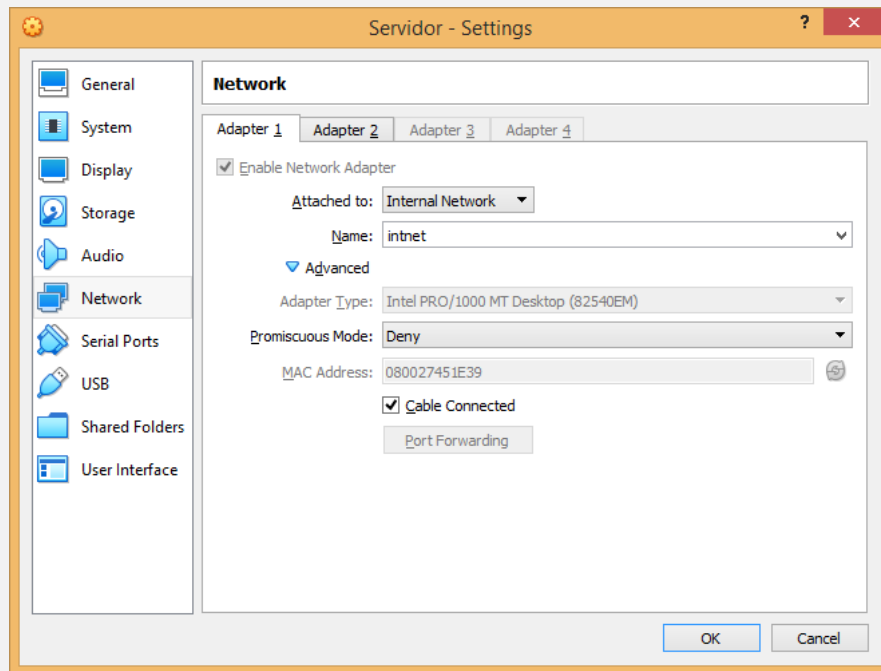 Servidor - Settings
?
General
System
Display
Storage
Audio
Network
Serial Ports
USB
Shared Folders
User Interface
Network
Adapter 1 Adapter 2 Adapter 3 Adapter 4
Enable Network Adapter
Attached to: Internal Network
Name: intnet
Advanced
Adapter Type: Intel PRO/1000 MT Desktop (82540EM)
Promiscuous Mode: Deny
MAC Address: 080027451E39
Cable Connected
Port Forwarding
OK Cancel